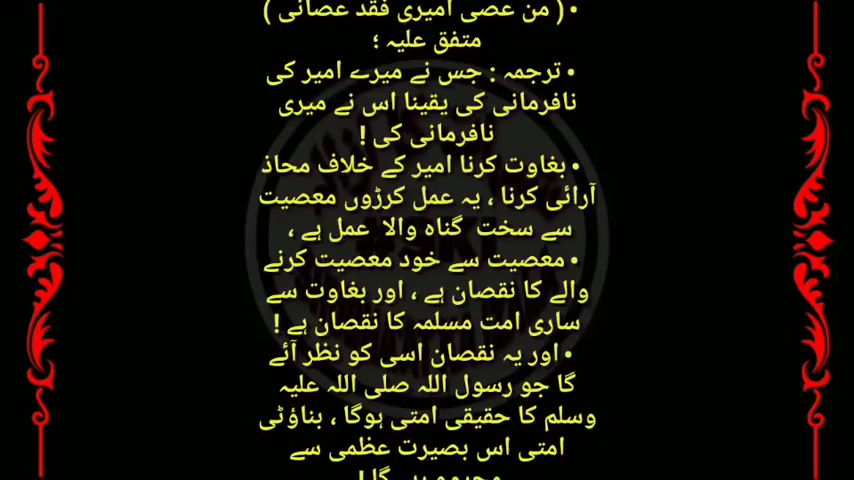 • ( من عصی امیری فقد عصانی )
متفق علیہ ؛
• ترجمہ : جس نے میرے امیر کی
نافرمانی کی یقینا اس نے میری
نافرمانی کی !
• بغاوت کرنا امیر کے خلاف محاذ
آرائی کرنا ، یہ عمل کرڑوں معصیت
سے سخت گناہ والا عمل ہے ،
• معصیت سے خود معصیت کرنے
والے کا نقصان ہے ، اور بغاوت سے
ساری امت مسلمہ کا نقصان ہے !
• اور یہ نقصان اسی کو نظر آئے
گا جو رسول اللہ صلی اللہ علیہ
وسلم کا حقیقی امتی ہوگا ، بناؤٹی
امتی اس بصیرت عظمی سے